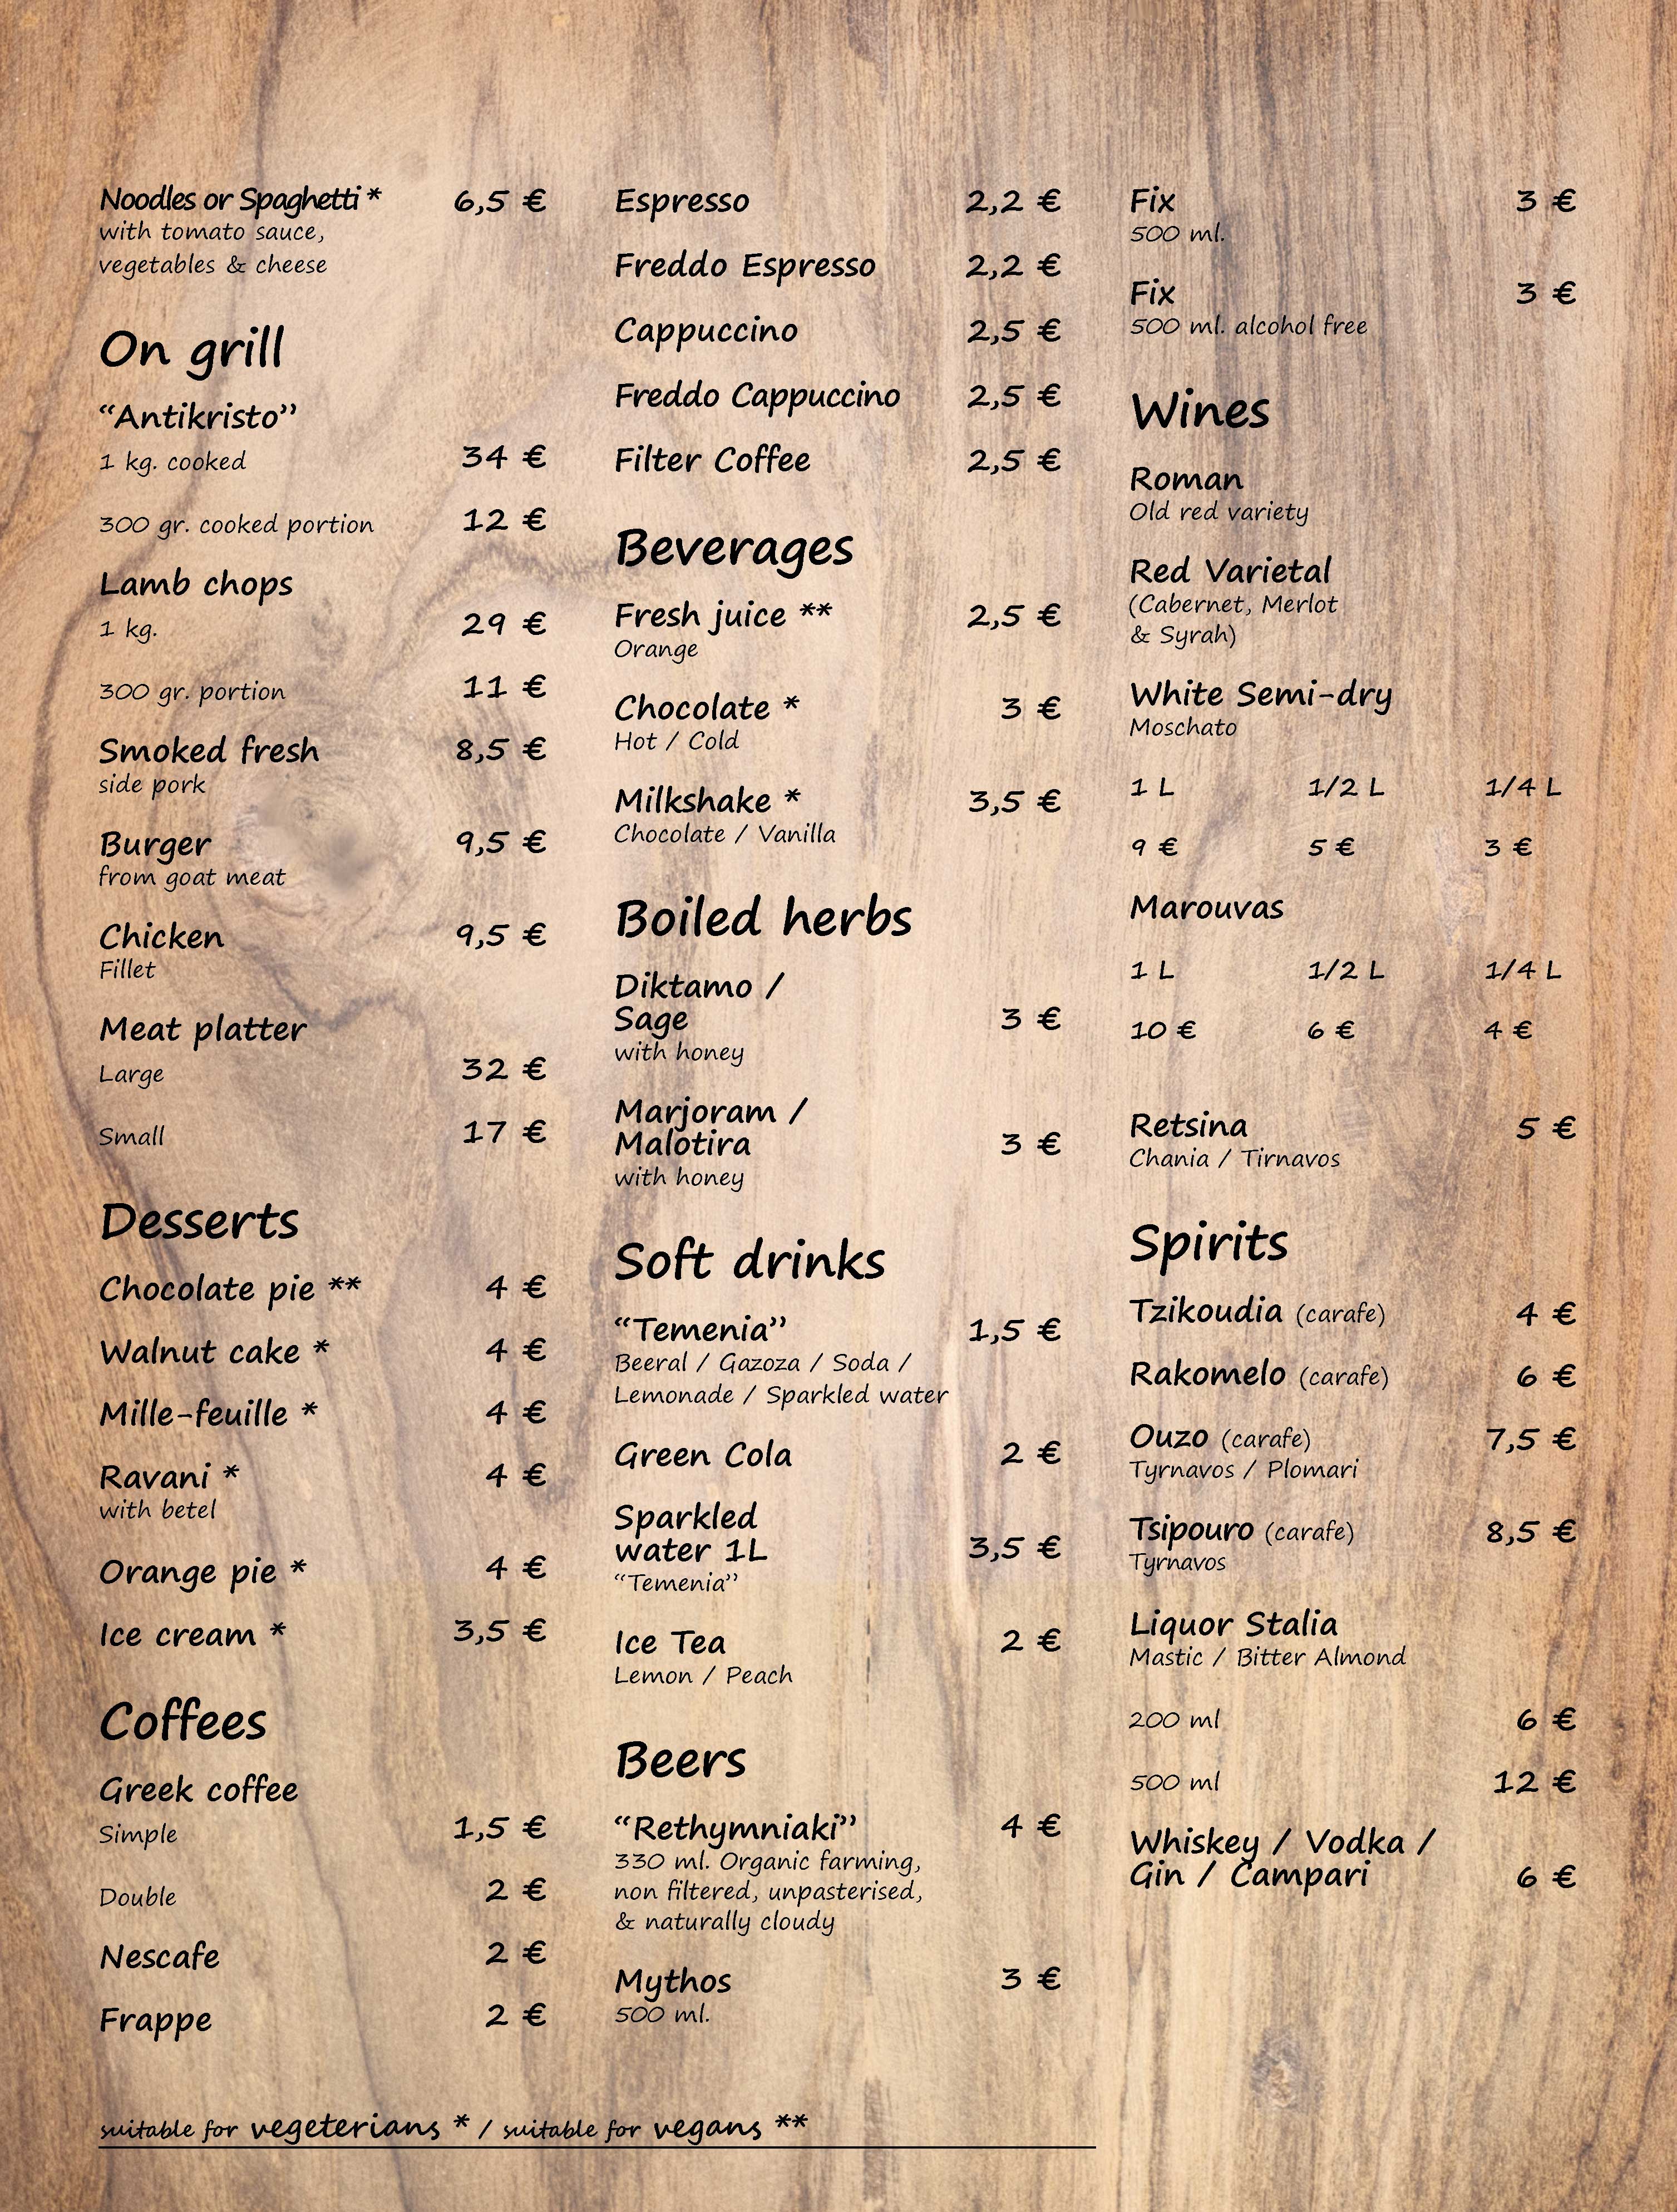 Noodles or Spaghetti * 6,5 €
with tomato sauce,
vegetables & cheese
On grill
“Antikristo”
1 kg. cooked 34 €
300 gr. cooked portion 12 €
Lamb chops
1 kg. 29 €
300 gr. portion 11 €
Smoked fresh 8,5 €
side pork
Burger 9,5 €
from goat meat
Chicken 9,5 €
Fillet
Meat platter
Large 32 €
Small 17 €
Desserts
Chocolate pie ** 4 €
Walnut cake * 4 €
Mille-feuille * 4 €
Ravani * 4 €
with betel
Orange pie * 4 €
Ice cream * 3,5 €
Coffees
Greek coffee
Simple 1,5 €
Double 2 €
Nescafe 2 €
Frappe 2 €
Espresso 2,2 €
Freddo Espresso 2,2 €
Cappuccino 2,5 €
Freddo Cappuccino 2,5 €
Filter Coffee 2,5 €
Beverages
Fresh juice ** 2,5 €
Orange
Chocolate * 3 €
Hot / Cold
Milkshake * 3,5 €
Chocolate / Vanilla
Boiled herbs
Diktamo /
Sage 3 €
with honey
Marjoram /
Malotira 3 €
with honey
Soft drinks
“Temenia” 1,5 €
Beeral / Gazoza / Soda /
Lemonade / Sparkled water
Green Cola 2 €
Sparkled
water 1L 3,5 €
“Temenia”
Ice Tea 2 €
Lemon / Peach
Beers
“Rethymniaki” 4 €
330 ml. Organic farming,
non filtered, unpasterised,
& naturally cloudy
Mythos 3 €
500 ml.
Fix 3 €
500 ml.
Fix 3 €
500 ml. alcohol free
Wines
Roman
Old red variety
Red Varietal
(Cabernet, Merlot
& Syrah)
White Semi-dry
Moschato
1 L 1/2 L 1/4 L
9 € 5 € 3 €
Marouvas
1 L 1/2 L 1/4 L
10 € 6 € 4 €
Retsina 5 €
Chania / Tirnavos
Spirits
Tzikoudia (carafe) 4 €
Rakomelo (carafe) 6 €
Ouzo (carafe) 7,5 €
Tyrnavos / Plomari
Tsipouro (carafe) 8,5 €
Tyrnavos
Liquor Stalia
Mastic / Bitter Almond
200 ml 6 €
500 ml 12 €
Whiskey / Vodka /
Gin / Campari 6 €
suitable for vegeterians * / suitable for vegans **